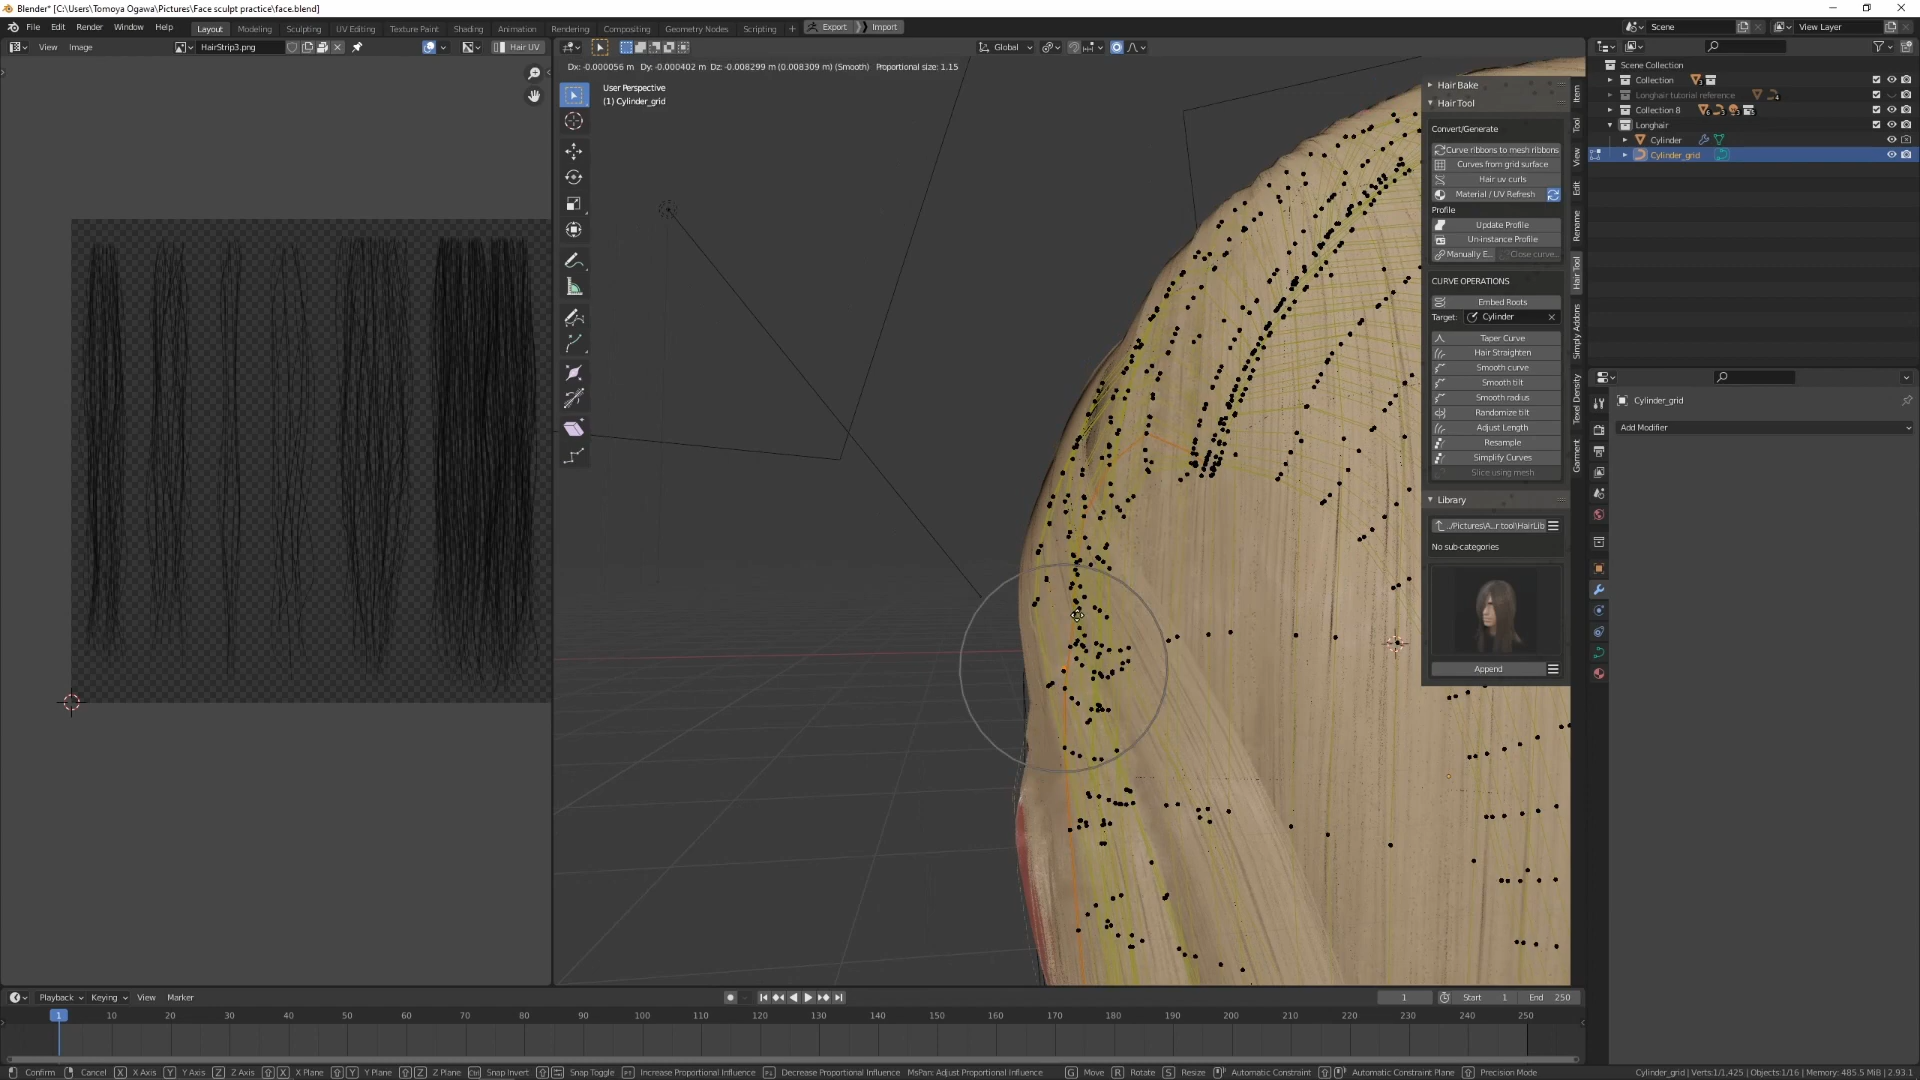 Blender* [C:\Users\Tomoya Ogawa\Pictures\Face sculpt practice\face.blend]
File Edit Render Window Help Layout Modeling Sculpting UV Editing Texture Paint Shading Animation Rendering Compositing Geometry Nodes Scripting + Export Import Scene View Layer
View Image HairStrip3.png Hair UV Global
Dx: -0.000056 m Dy: -0.000402 m Dz: -0.008299 m (0.008309 m) (Smooth) Proportional size: 1.15
User Perspective
(1) Cylinder_grid
Hair Bake
Hair Tool
Convert/Generate
Curve ribbons to mesh ribbons
Curves from grid surface
Hair uv curls
Material / UV Refresh
Profile
Update Profile
Un-instance Profile
Manually E.. Close curve..
CURVE OPERATIONS
Embed Roots
Target: Cylinder
Taper Curve
Hair Straighten
Smooth curve
Smooth tilt
Smooth radius
Randomize tilt
Adjust Length
Resample
Simplify Curves
Slice using mesh
Library
../Pictures\A..r tool\HairLib
No sub-categories
Append
Item
Tool
View
Edit
Rename
Hair Tool
Simply Addons
Texel Density
Garment
Scene Collection
Collection
Longhair tutorial reference
Collection 8
Longhair
Cylinder
Cylinder_grid
Cylinder_grid
Add Modifier
Playback Keying View Marker 1 Start 1 End 250
1 10 20 30 40 50 60 70 80 90 100 110 120 130 140 150 160 170 180 190 200 210 220 230 240 250
Confirm Cancel X X Axis Y Y Axis Z Z Axis X X Plane Y Y Plane Z Z Plane Snap Invert Snap Toggle Increase Proportional Influence Decrease Proportional Influence MsPan: Adjust Proportional Influence G Move R Rotate S Resize Automatic Constraint Automatic Constraint Plane Precision Mode Cylinder_grid | Verts:1/1,425 | Objects:1/16 | Memory: 485.5 MiB | 2.93.1